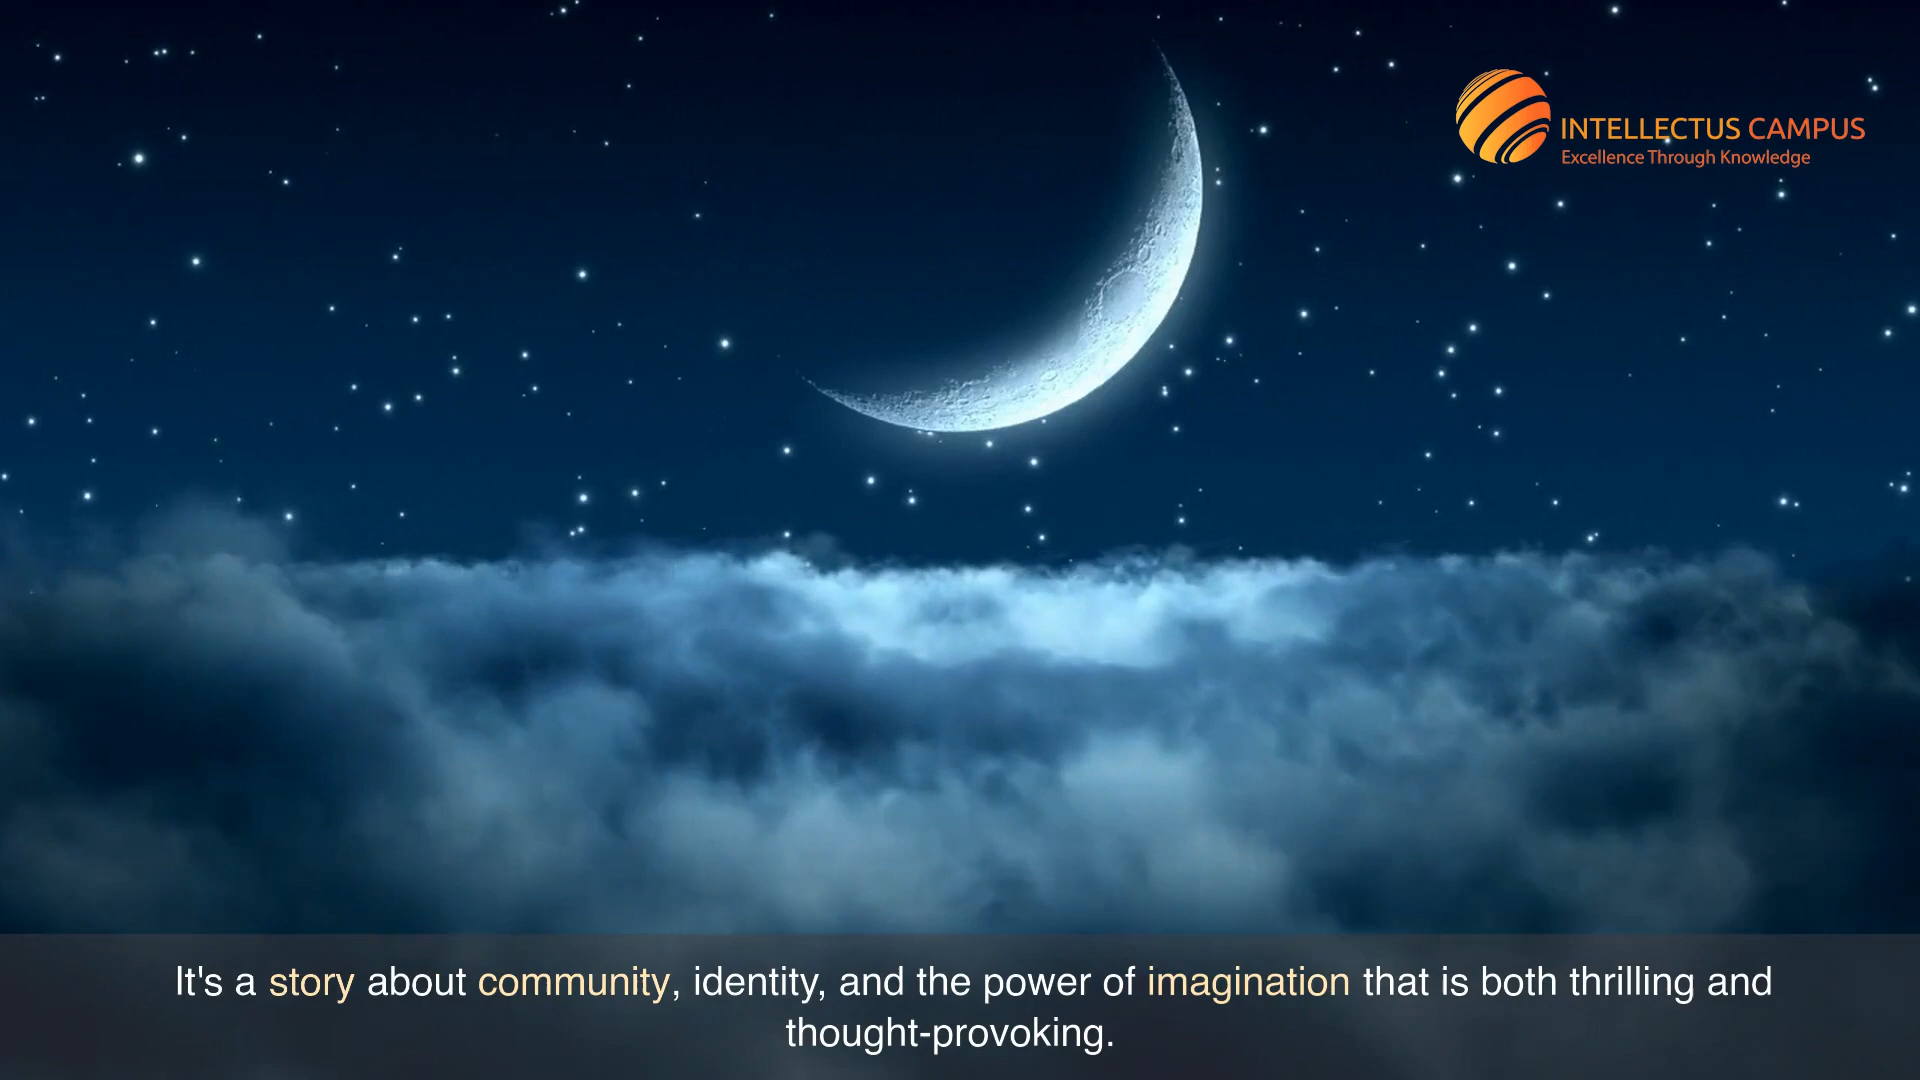 INTELLECTUS CAMPUS
Excellence Through Knowledge
It's a story about community, identity, and the power of imagination that is both thrilling and
thought-provoking.